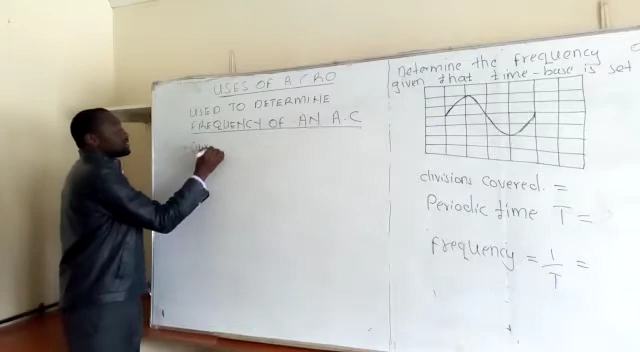 USES OF A C R O
USED TO DETERMINE
FREQUENCY OF AN A.C
Determine the frequency
given that time-base is set
divisions covered. =
Periodic time T =
frequency = 1/T =